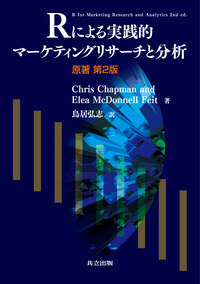 R for Marketing Research and Analytics 2nd ed.
Rによる実践的
マーケティングリサーチと分析
原著 第2版
Chris Chapman and
Elea McDonnell Feit 著
鳥居弘志 訳
共立出版